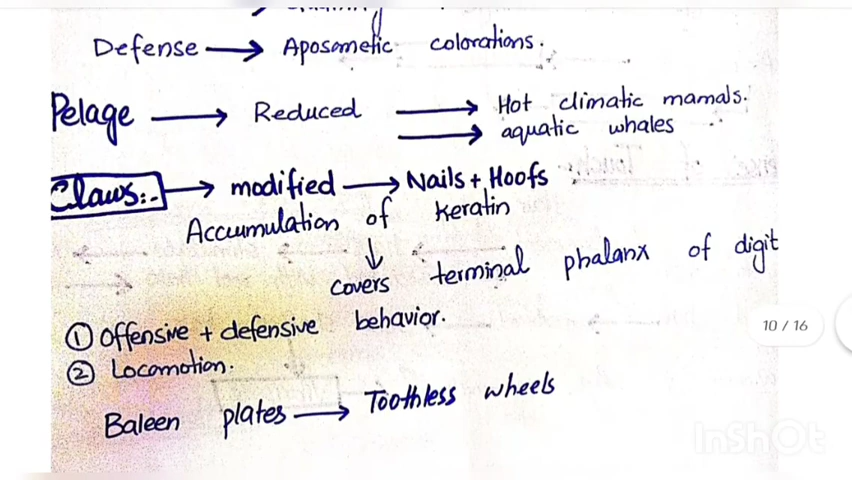 Defense → Aposometic colorations.
Pelage → Reduced → Hot climatic mamals.
→ aquatic whales
Claws:- → modified → Nails + Hoofs
Accumulation of keratin
↓
covers terminal phalanx of digit
① Offensive + defensive behavior.
② Locomotion.
Baleen plates → Toothless wheels
10 / 16
InShOt